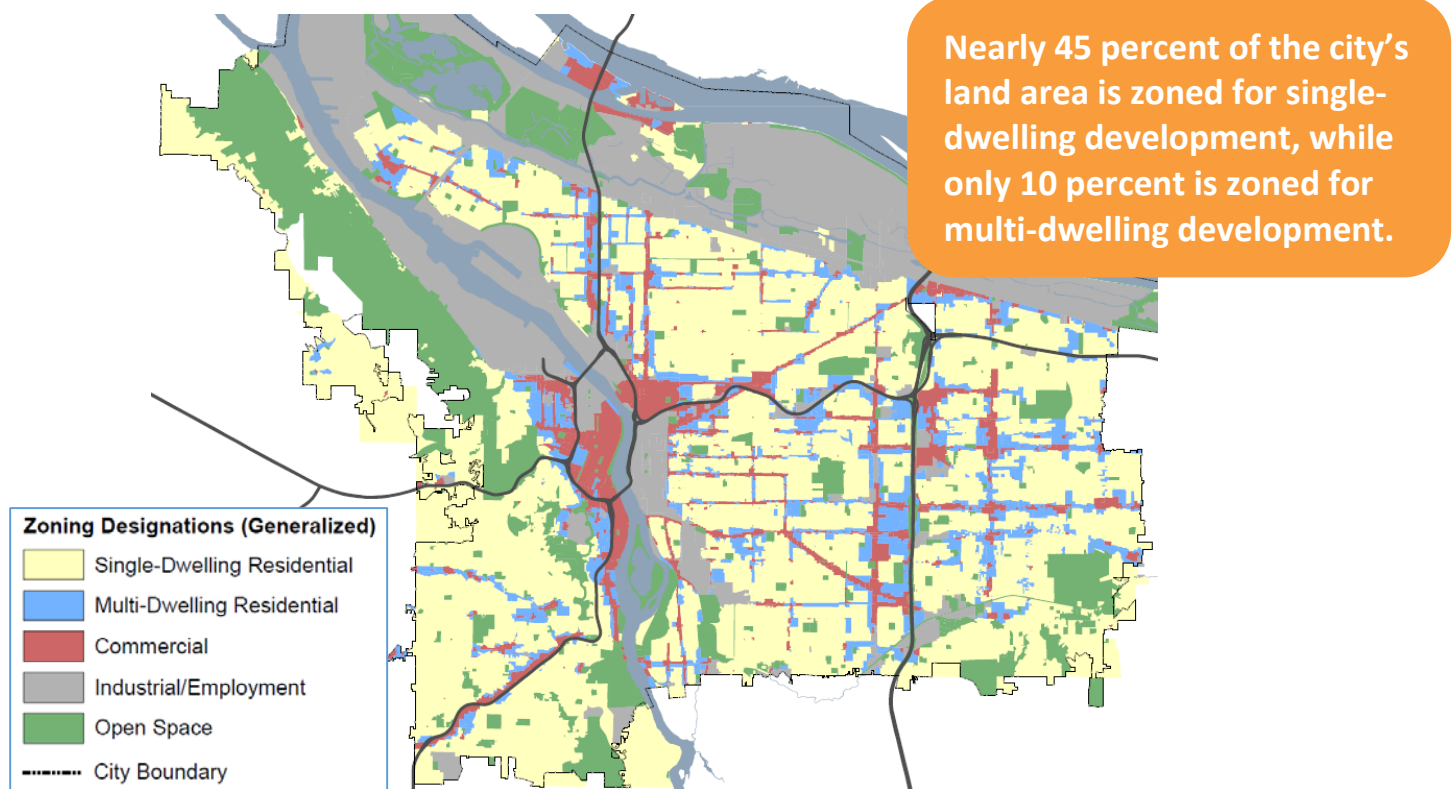 Nearly 45 percent of the city’s
land area is zoned for single-
dwelling development, while
only 10 percent is zoned for
multi-dwelling development.
Zoning Designations (Generalized)
Single-Dwelling Residential
Multi-Dwelling Residential
Commercial
Industrial/Employment
Open Space
City Boundary